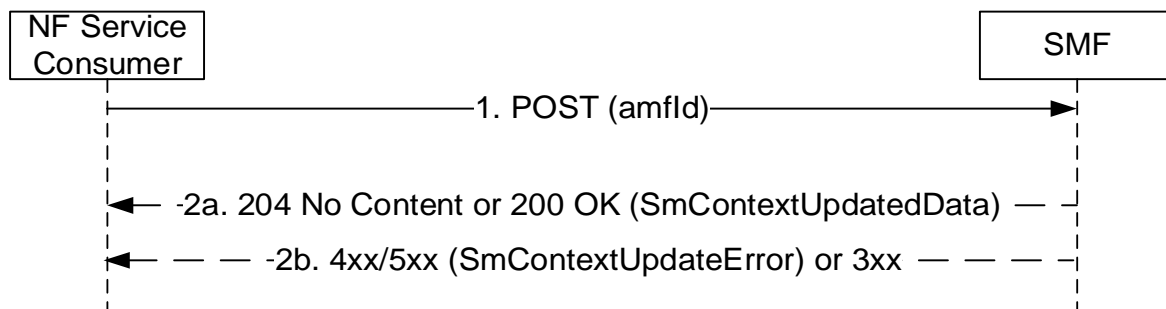 NF Service
Consumer
SMF
1. POST (amfId)
2a. 204 No Content or 200 OK (SmContextUpdatedData)
2b. 4xx/5xx (SmContextUpdateError) or 3xx